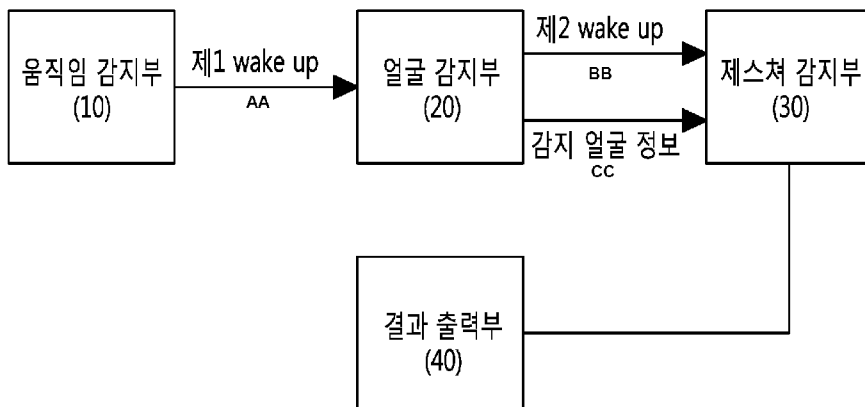 움직임 감지부
(10)
제1 wake up
AA
얼굴 감지부
(20)
제2 wake up
BB
감지 얼굴 정보
CC
제스쳐 감지부
(30)
결과 출력부
(40)